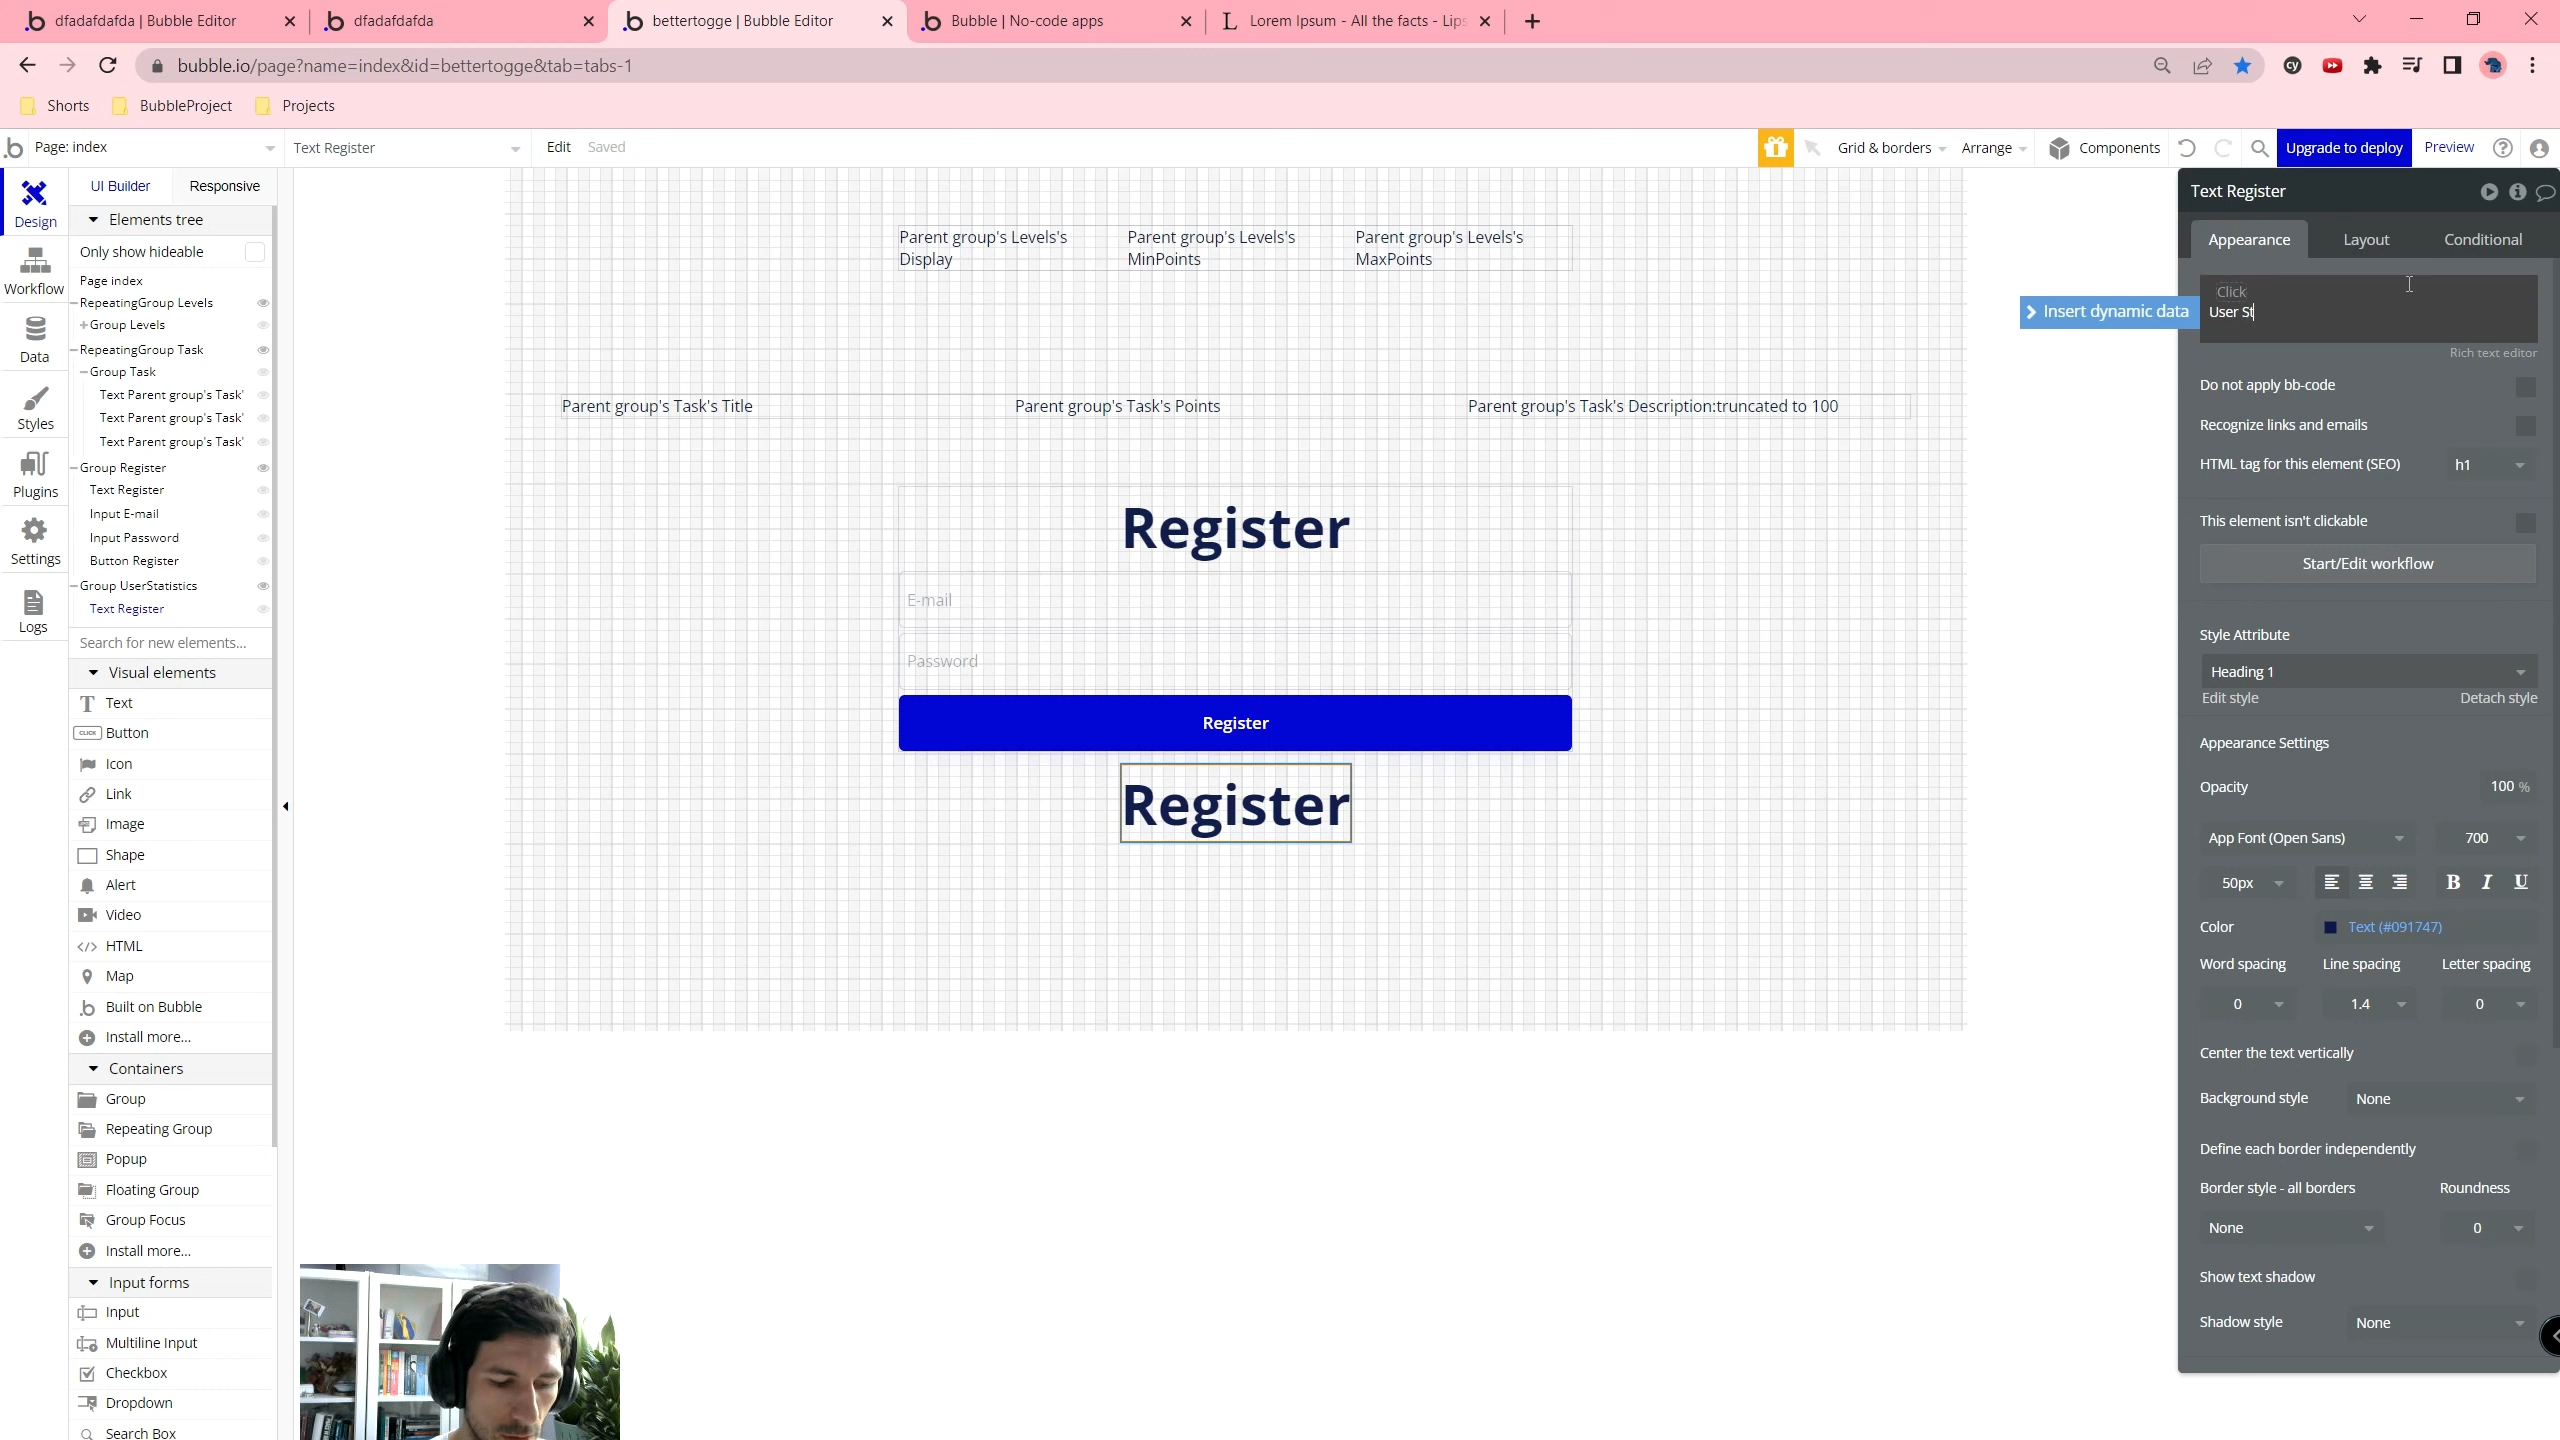 dfadafdafda | Bubble Editor
dfadafdafda
bettertogge | Bubble Editor
Bubble | No-code apps
Lorem Ipsum - All the facts - Lips
bubble.io/page?name=index&id=bettertogge&tab=tabs-1
Shorts
BubbleProject
Projects
Page: index
Text Register
Edit
Saved
Grid & borders
Arrange
Components
Upgrade to deploy
Preview
Design
Workflow
Data
Styles
Plugins
Settings
Logs
UI Builder
Responsive
Elements tree
Only show hideable
Page index
RepeatingGroup Levels
Group Levels
RepeatingGroup Task
Group Task
Text Parent group's Task'
Text Parent group's Task'
Text Parent group's Task'
Group Register
Text Register
Input E-mail
Input Password
Button Register
Group UserStatistics
Text Register
Search for new elements...
Visual elements
Text
CLICK
Button
Icon
Link
Image
Shape
Alert
Video
HTML
Map
Built on Bubble
Install more...
Containers
Group
Repeating Group
Popup
Floating Group
Group Focus
Install more...
Input forms
Input
Multiline Input
Checkbox
Dropdown
Search Box
Parent group's Levels's
Display
Parent group's Levels's
MinPoints
Parent group's Levels's
MaxPoints
Parent group's Task's Title
Parent group's Task's Points
Parent group's Task's Description:truncated to 100
Register
E-mail
Password
Register
Register
Text Register
Appearance
Layout
Conditional
Click
User St
Insert dynamic data
Rich text editor
Do not apply bb-code
Recognize links and emails
HTML tag for this element (SEO)
h1
This element isn't clickable
Start/Edit workflow
Style Attribute
Heading 1
Edit style
Detach style
Appearance Settings
Opacity
100 %
App Font (Open Sans)
700
50px
B I U
Color
Text (#091747)
Word spacing
Line spacing
Letter spacing
0
1.4
0
Center the text vertically
Background style
None
Define each border independently
Border style - all borders
Roundness
None
0
Show text shadow
Shadow style
None